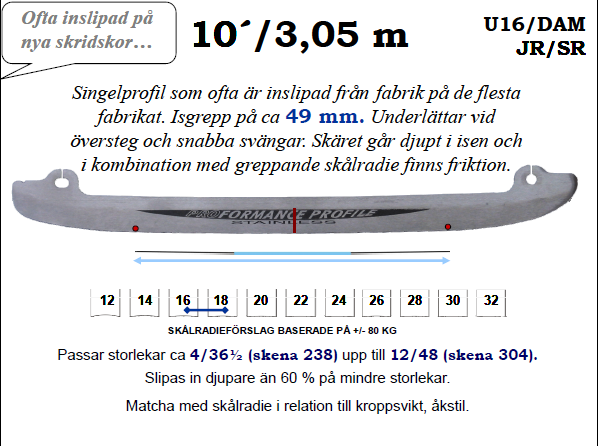 Ofta inslipad på
nya skridskor…
10´/3,05 m
U16/DAM
JR/SR
Singelprofil som ofta är inslipad från fabrik på de flesta
fabrikat. Isgrepp på ca 49 mm. Underlättar vid
översteg och snabba svängar. Skäret går djupt i isen och
i kombination med greppande skålradie finns friktion.
PROFORMANCE PROFILE
STAINLESS
12 14 16 18 20 22 24 26 28 30 32
SKÅLRADIEFÖRSLAG BASERADE PÅ +/- 80 KG
Passar storlekar ca 4/36½ (skena 238) upp till 12/48 (skena 304).
Slipas in djupare än 60 % på mindre storlekar.
Matcha med skålradie i relation till kroppsvikt, åkstil.